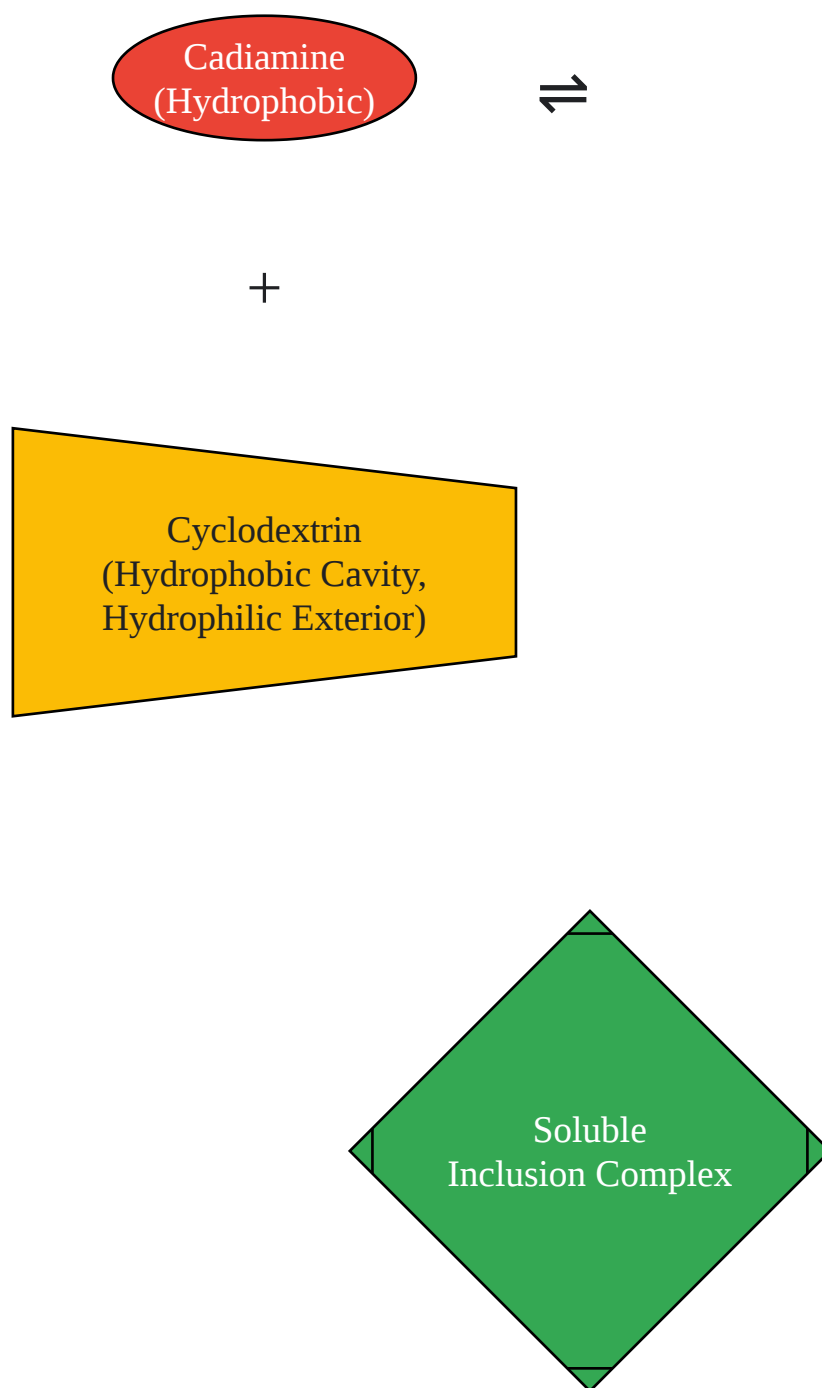 Cadiamine
(Hydrophobic)
⇌
+
Cyclodextrin
(Hydrophobic Cavity,
Hydrophilic Exterior)
Soluble
Inclusion Complex